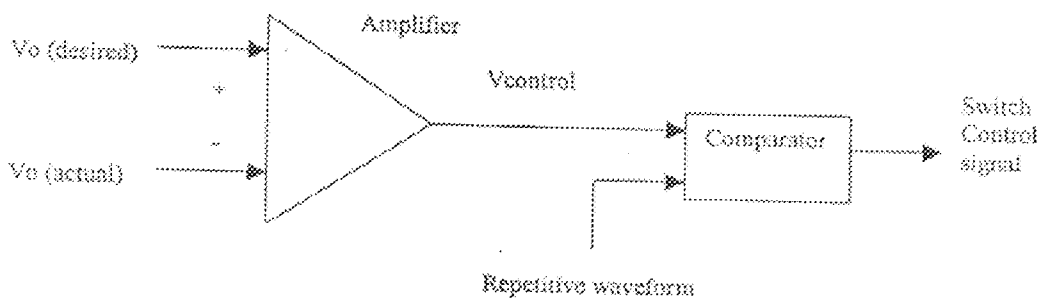 Amplifier
Vo (desired)
+
-
Vo (actual)
Vcontrol
Comparator
Switch
Control
signal
Repetitive waveform